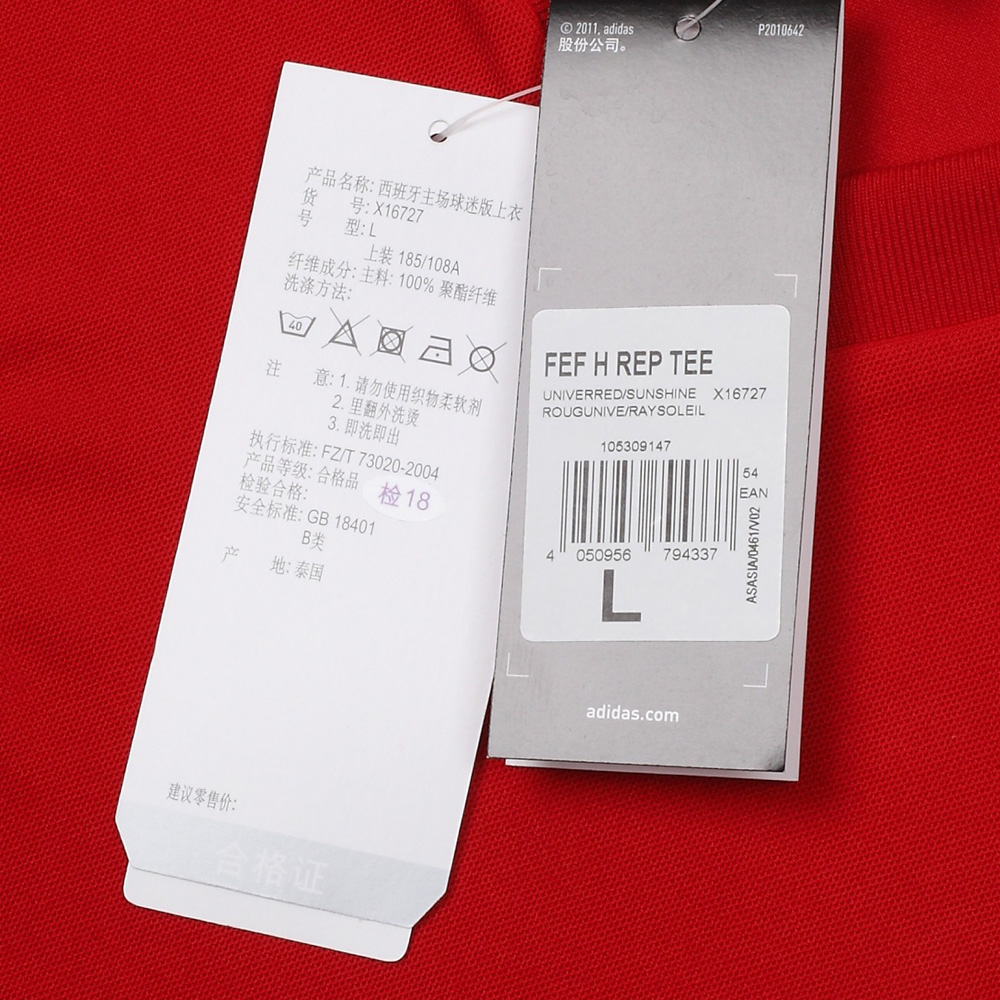 产品名称: 西班牙主场球迷版上衣
货 号: X16727
号 型: L
上装 185/108A
纤维成分: 主料: 100% 聚酯纤维
洗涤方法:
40
注 意: 1. 请勿使用织物柔软剂
2. 里翻外洗烫
3. 即洗即出
执行标准: FZ/T 73020-2004
产品等级: 合格品
检验合格:
检18
安全标准: GB 18401
B类
产 地: 泰国
建议零售价:
合格证
© 2011, adidas
股份公司。
P2010642
FEF H REP TEE
UNIVERRED/SUNSHINE X16727
ROUGUNIVE/RAYSOLEIL
105309147
54
EAN
4 050956 794337
ASASIA/0461/V02
L
adidas.com